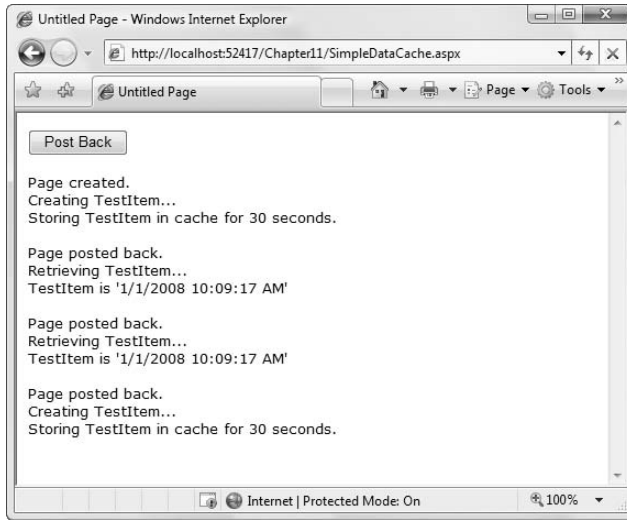 Untitled Page - Windows Internet Explorer
http://localhost:52417/Chapter11/SimpleDataCache.aspx
Untitled Page
Page
Tools
Post Back
Page created.
Creating TestItem...
Storing TestItem in cache for 30 seconds.
Page posted back.
Retrieving TestItem...
TestItem is '1/1/2008 10:09:17 AM'
Page posted back.
Retrieving TestItem...
TestItem is '1/1/2008 10:09:17 AM'
Page posted back.
Creating TestItem...
Storing TestItem in cache for 30 seconds.
Internet | Protected Mode: On
100%